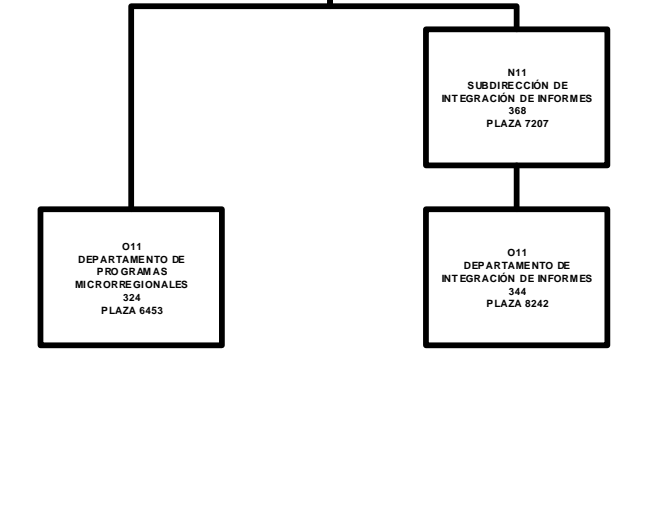 N11
SUBDIRECCIÓN DE
INTEGRACIÓN DE INFORMES
368
PLAZA 7207
O11
DEPARTAMENTO DE
PROGRAMAS
MICRORREGIONALES
324
PLAZA 6453
O11
DEPARTAMENTO DE
INTEGRACIÓN DE INFORMES
344
PLAZA 8242